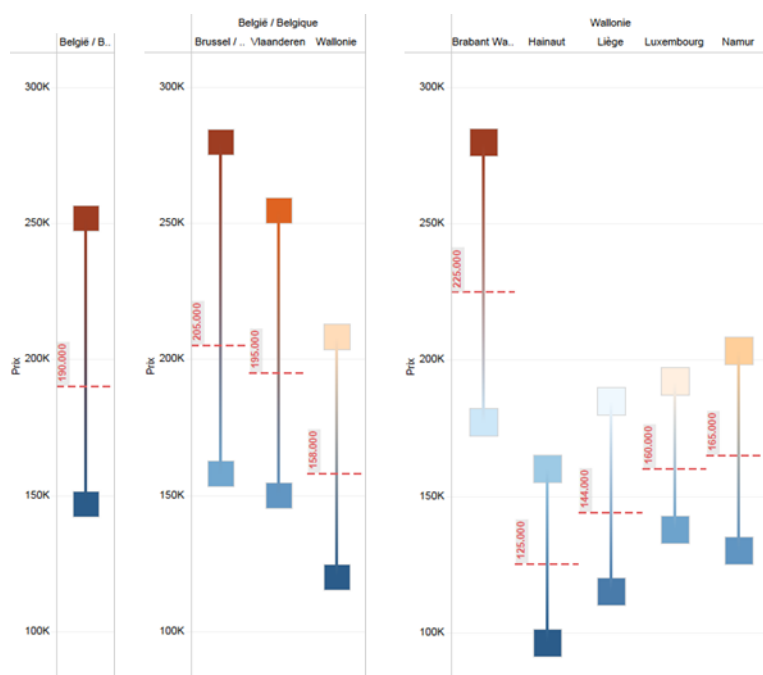 België / B..
300K
250K
200K
150K
100K
Prix
190.000
België / Belgique
Brussel / .. Vlaanderen Wallonie
300K
250K
200K
150K
100K
Prix
205.000
195.000
158.000
Wallonie
Brabant Wa.. Hainaut Liège Luxembourg Namur
300K
250K
200K
150K
100K
Prix
225.000
125.000
144.000
160.000
165.000